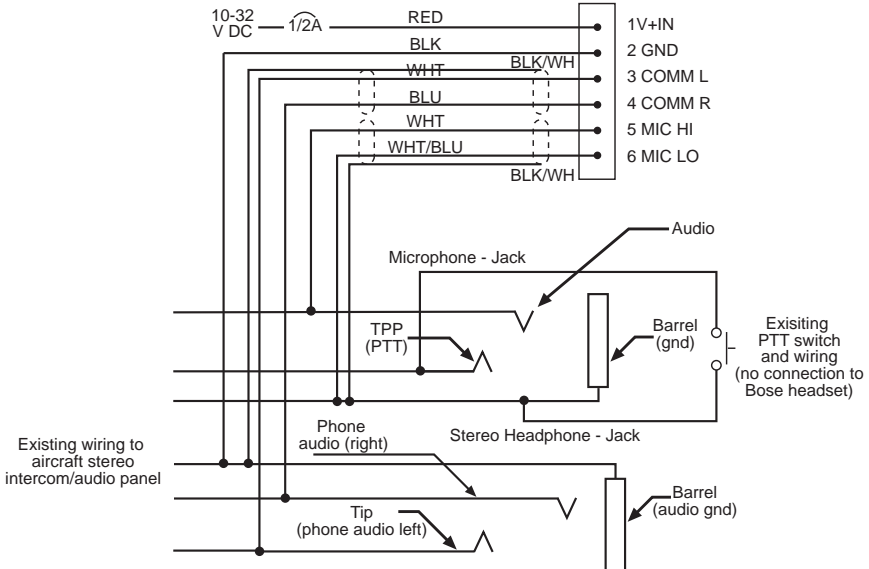 10-32
V DC
1/2A
RED
1V+IN
BLK
2 GND
BLK/WH
WHT
3 COMM L
BLU
4 COMM R
WHT
5 MIC HI
WHT/BLU
6 MIC LO
BLK/WH
Audio
Microphone - Jack
TPP
(PTT)
Barrel
(gnd)
Exisiting
PTT switch
and wiring
(no connection to
Bose headset)
Phone
audio (right)
Stereo Headphone - Jack
Existing wiring to
aircraft stereo
intercom/audio panel
Tip
(phone audio left)
Barrel
(audio gnd)